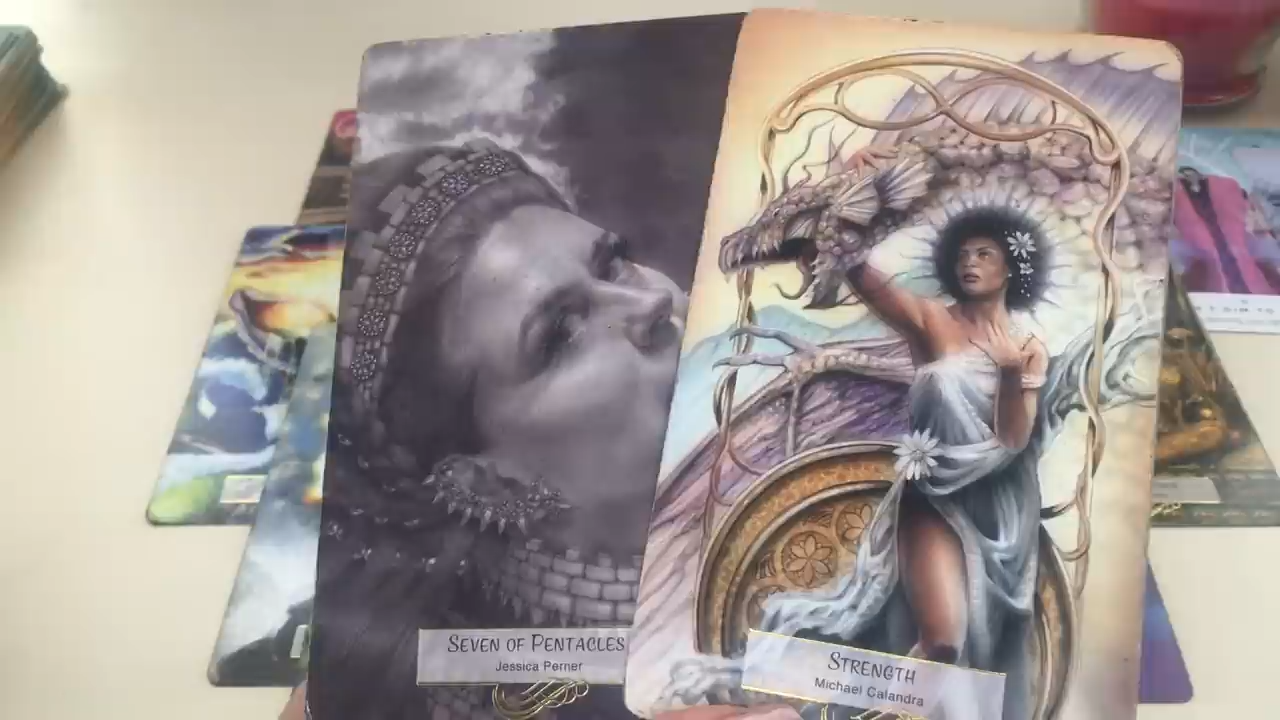 SEVEN OF PENTACLES
Jessica Perner
STRENGTH
Michael Calandra